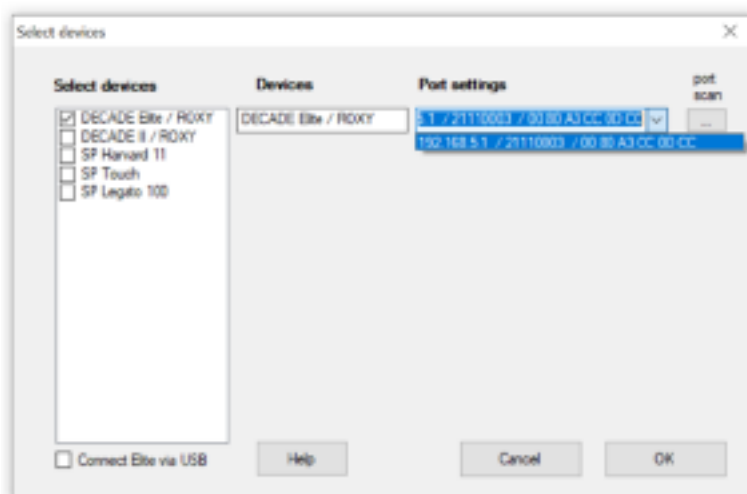 Select devices
Select devices
Devices
Port settings
port
scan
DECADE Elite / ROXY
DECADE II / ROXY
SP Harvard 11
SP Touch
SP Legato 100
DECADE Elite / ROXY
5.1 / 21110003 / 00 80 A3 CC 0D CC
...
192.168.5.1 / 21110003 / 00 80 A3 CC 0D CC
Connect Elite via USB
Help
Cancel
OK